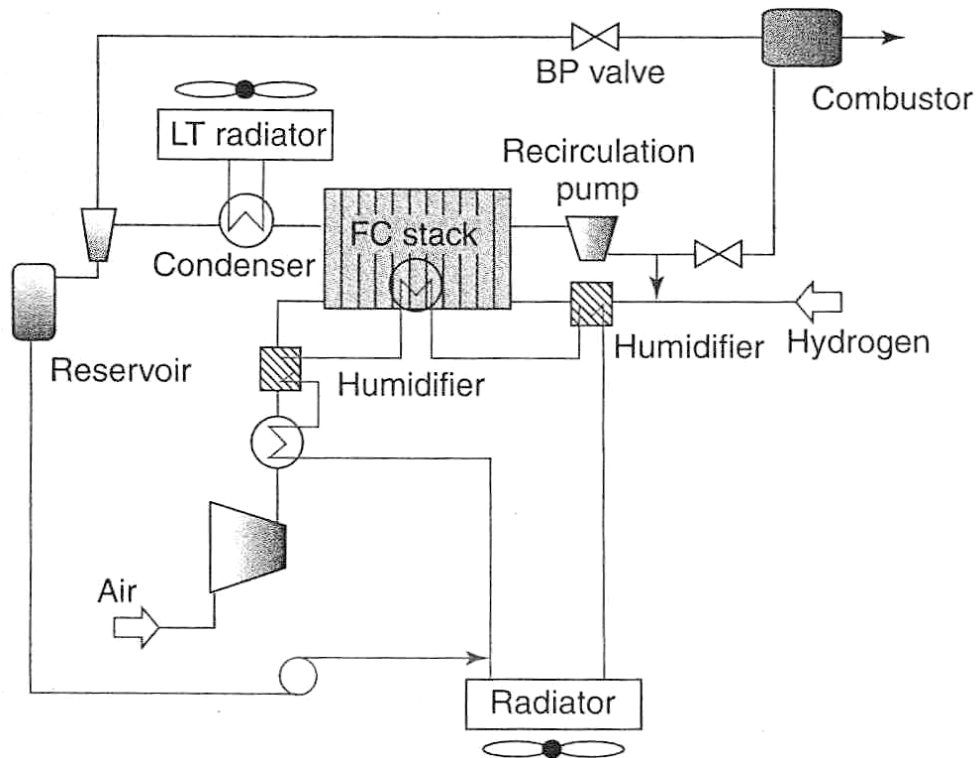 BP valve
Combustor
LT radiator
Recirculation
pump
FC stack
Condenser
Reservoir
Humidifier
Humidifier
Hydrogen
Air
Radiator